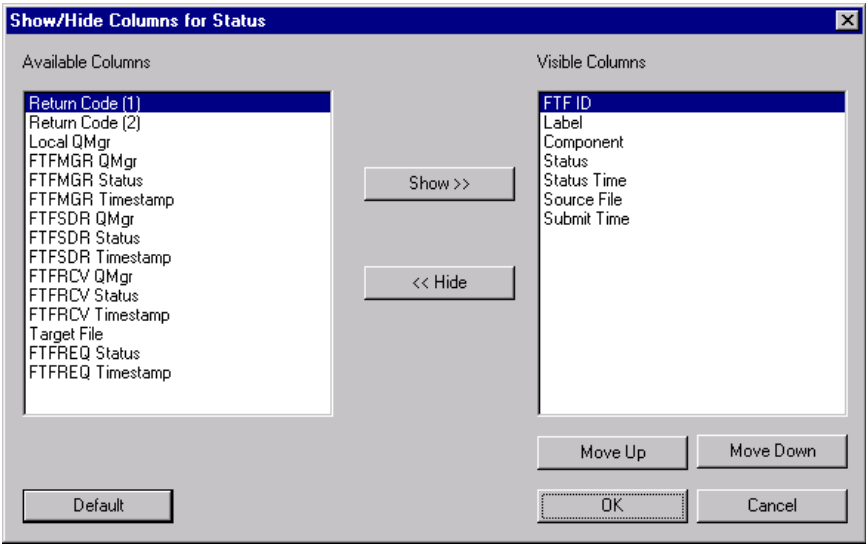 Show/Hide Columns for Status
Available Columns
Return Code (1)
Return Code (2)
Local QMgr
FTFMGR QMgr
FTFMGR Status
FTFMGR Timestamp
FTFSDR QMgr
FTFSDR Status
FTFSDR Timestamp
FTFRCV QMgr
FTFRCV Status
FTFRCV Timestamp
Target File
FTFREQ Status
FTFREQ Timestamp
Show >>
<< Hide
Visible Columns
FTF ID
Label
Component
Status
Status Time
Source File
Submit Time
Move Up
Move Down
Default
OK
Cancel